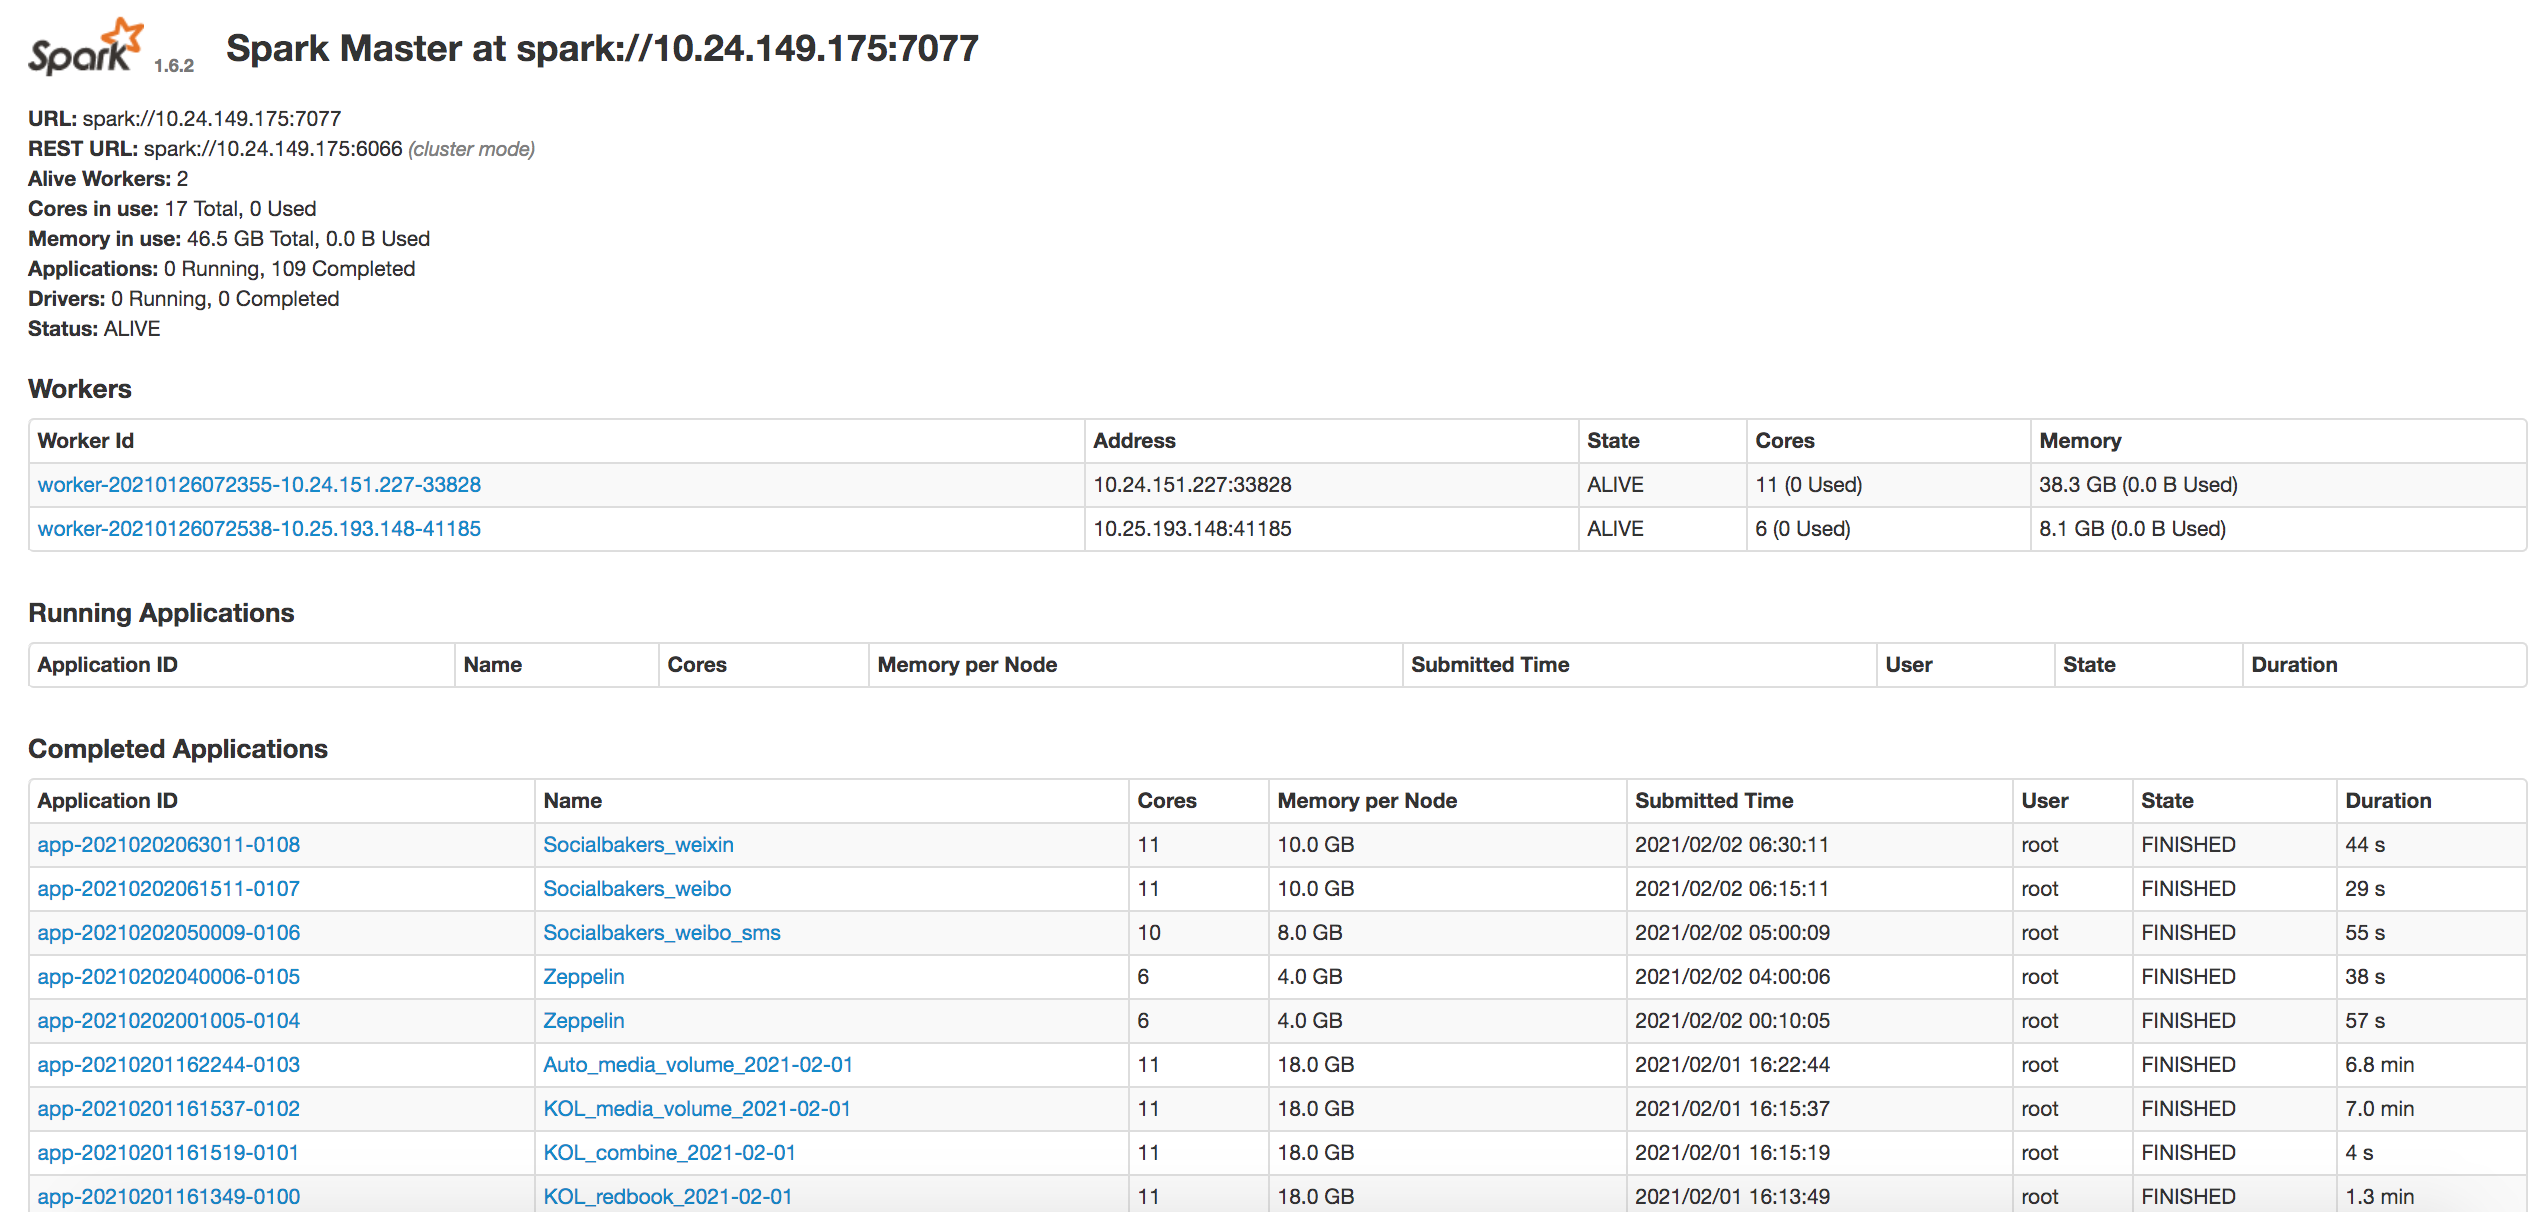 Spark 1.6.2 Spark Master at spark://10.24.149.175:7077
URL: spark://10.24.149.175:7077
REST URL: spark://10.24.149.175:6066 (cluster mode)
Alive Workers: 2
Cores in use: 17 Total, 0 Used
Memory in use: 46.5 GB Total, 0.0 B Used
Applications: 0 Running, 109 Completed
Drivers: 0 Running, 0 Completed
Status: ALIVE
Workers
Worker Id Address State Cores Memory
worker-20210126072355-10.24.151.227-33828 10.24.151.227:33828 ALIVE 11 (0 Used) 38.3 GB (0.0 B Used)
worker-20210126072538-10.25.193.148-41185 10.25.193.148:41185 ALIVE 6 (0 Used) 8.1 GB (0.0 B Used)
Running Applications
Application ID Name Cores Memory per Node Submitted Time User State Duration
Completed Applications
Application ID Name Cores Memory per Node Submitted Time User State Duration
app-20210202063011-0108 Socialbakers_weixin 11 10.0 GB 2021/02/02 06:30:11 root FINISHED 44 s
app-20210202061511-0107 Socialbakers_weibo 11 10.0 GB 2021/02/02 06:15:11 root FINISHED 29 s
app-20210202050009-0106 Socialbakers_weibo_sms 10 8.0 GB 2021/02/02 05:00:09 root FINISHED 55 s
app-20210202040006-0105 Zeppelin 6 4.0 GB 2021/02/02 04:00:06 root FINISHED 38 s
app-20210202001005-0104 Zeppelin 6 4.0 GB 2021/02/02 00:10:05 root FINISHED 57 s
app-20210201162244-0103 Auto_media_volume_2021-02-01 11 18.0 GB 2021/02/01 16:22:44 root FINISHED 6.8 min
app-20210201161537-0102 KOL_media_volume_2021-02-01 11 18.0 GB 2021/02/01 16:15:37 root FINISHED 7.0 min
app-20210201161519-0101 KOL_combine_2021-02-01 11 18.0 GB 2021/02/01 16:15:19 root FINISHED 4 s
app-20210201161349-0100 KOL_redbook_2021-02-01 11 18.0 GB 2021/02/01 16:13:49 root FINISHED 1.3 min